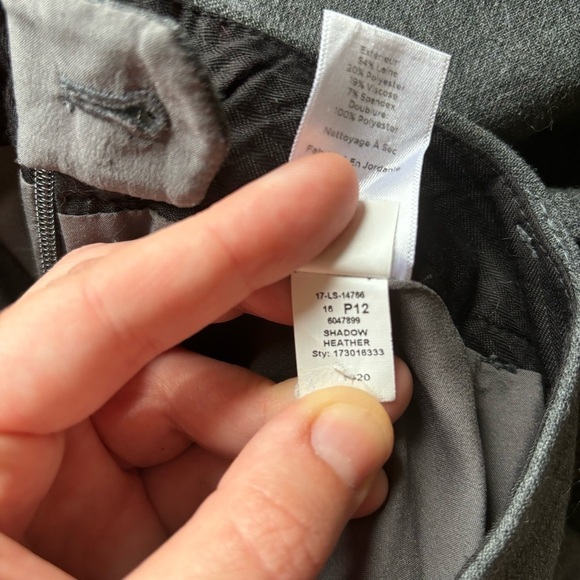 Extérieur:
54% Laine
20% Polyester
19% Viscose
7% Spandex
Doublure:
100% Polyester
Nettoyage À Sec
En Jordanie
17-LS-14766
16 P12
6047899
SHADOW
HEATHER
Sty: 173016333
20